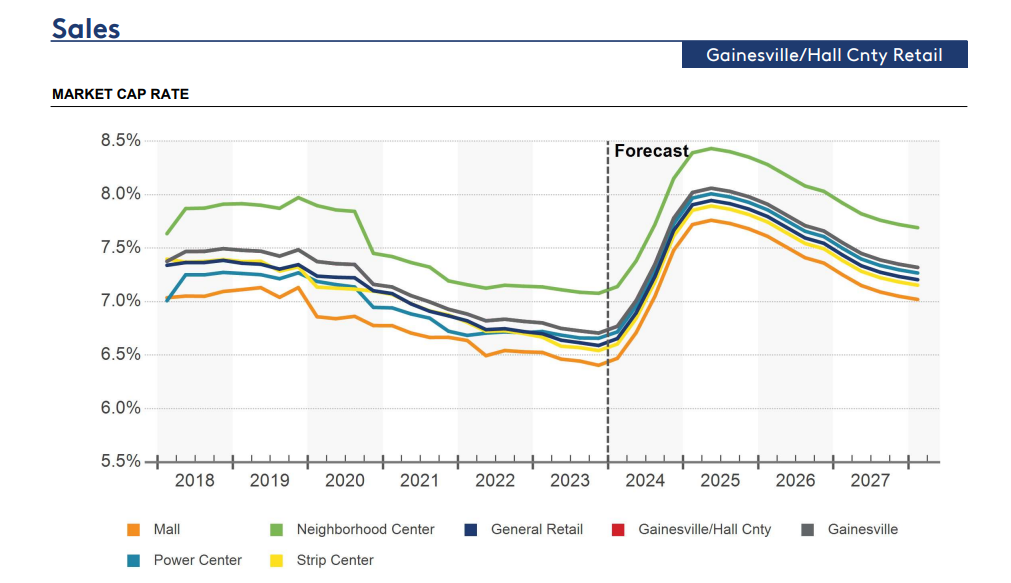 Sales
Gainesville/Hall Cnty Retail
MARKET CAP RATE
8.5%
Forecast
8.0%
7.5%
7.0%
6.5%
6.0%
5.5%
2018 2019 2020 2021 2022 2023 2024 2025 2026 2027
Mall Neighborhood Center General Retail Gainesville/Hall Cnty Gainesville
Power Center Strip Center